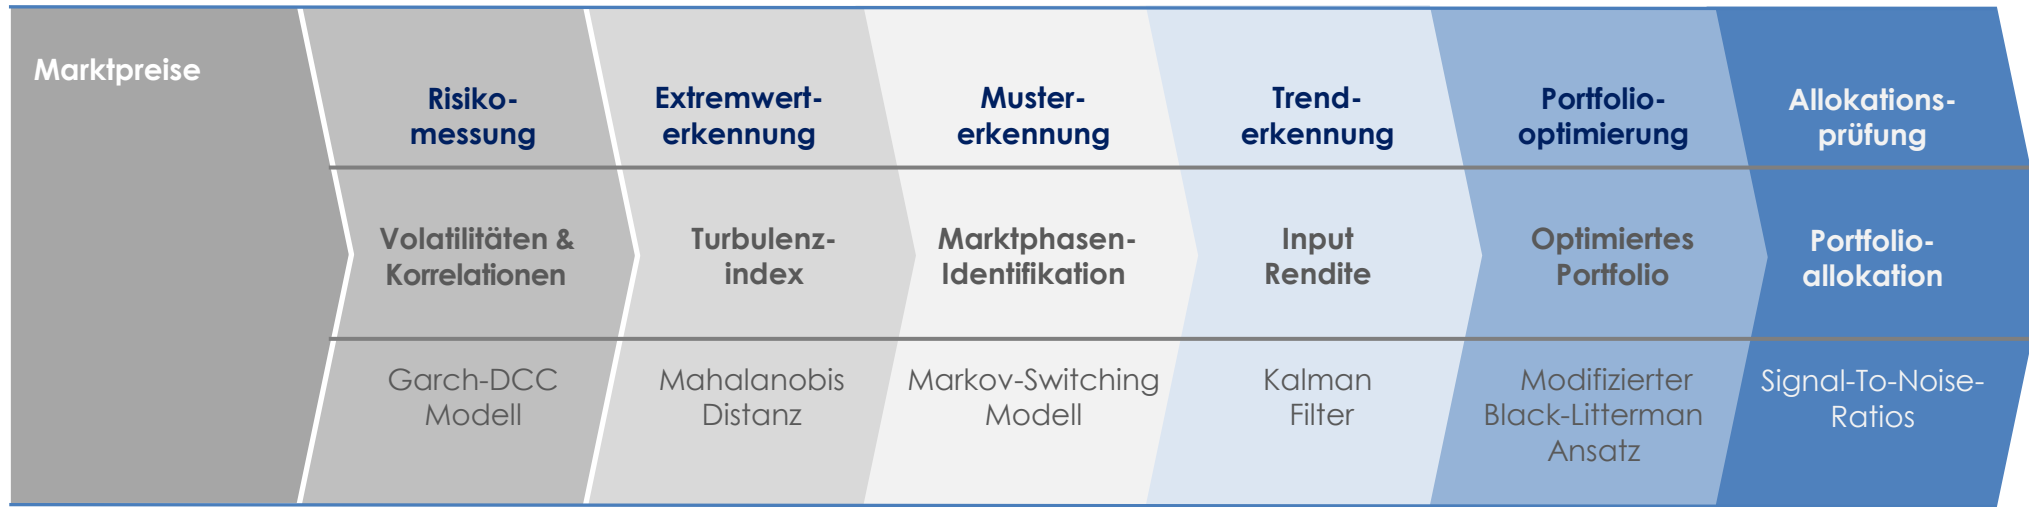 Marktpreise
Risiko-
messung
Extremwert-
erkennung
Muster-
erkennung
Trend-
erkennung
Portfolio-
optimierung
Allokations-
prüfung
Volatilitäten &
Korrelationen
Turbulenz-
index
Marktphasen-
Identifikation
Input
Rendite
Optimiertes
Portfolio
Portfolio-
allokation
Garch-DCC
Modell
Mahalanobis
Distanz
Markov-Switching
Modell
Kalman
Filter
Modifizierter
Black-Litterman
Ansatz
Signal-To-Noise-
Ratios